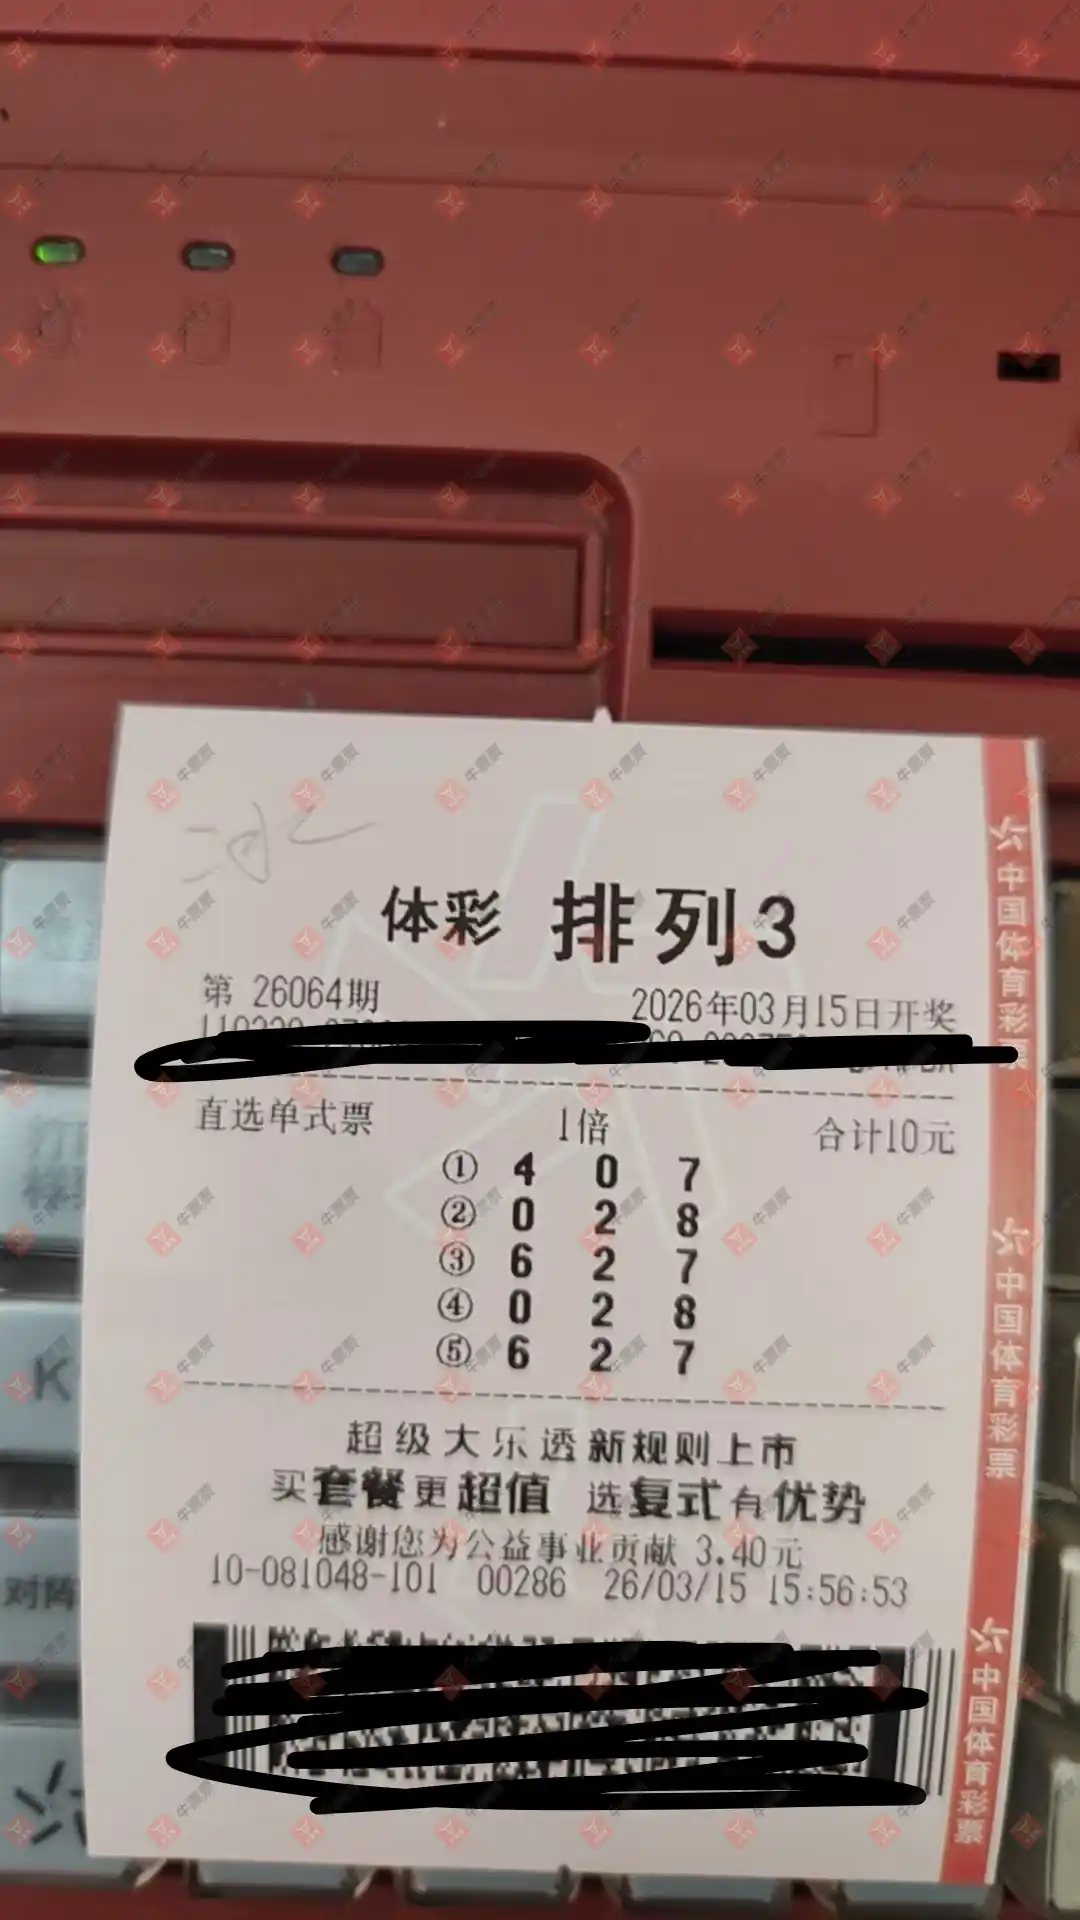 体彩 排列3
第 26064期 2026年03月15日开奖
直选单式票 1倍 合计10元
① 4 0 7
② 0 2 8
③ 6 2 7
④ 0 2 8
⑤ 6 2 7
超级大乐透新规则上市
买套餐更超值 选复式有优势
感谢您为公益事业贡献 3.40元
10-081048-101 00286 26/03/15 15:56:53
中国体育彩票
中国体育彩票
中国体育彩票
K
对阵
牛票票